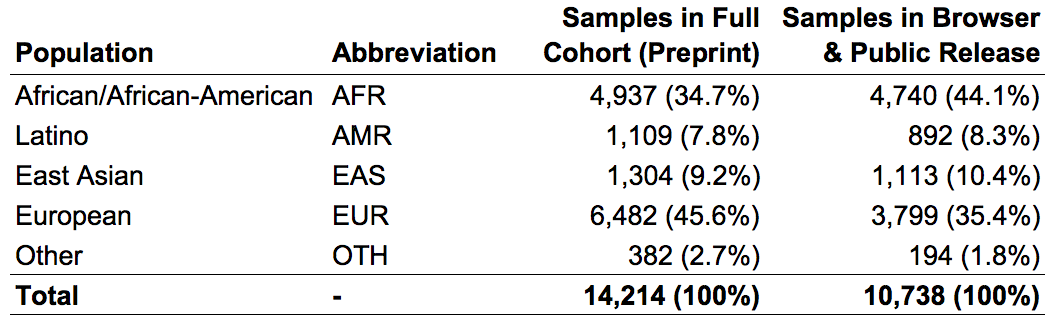 Samples in Full Samples in Browser
Population Abbreviation Cohort (Preprint) & Public Release
African/African-American AFR 4,937 (34.7%) 4,740 (44.1%)
Latino AMR 1,109 (7.8%) 892 (8.3%)
East Asian EAS 1,304 (9.2%) 1,113 (10.4%)
European EUR 6,482 (45.6%) 3,799 (35.4%)
Other OTH 382 (2.7%) 194 (1.8%)
Total - 14,214 (100%) 10,738 (100%)